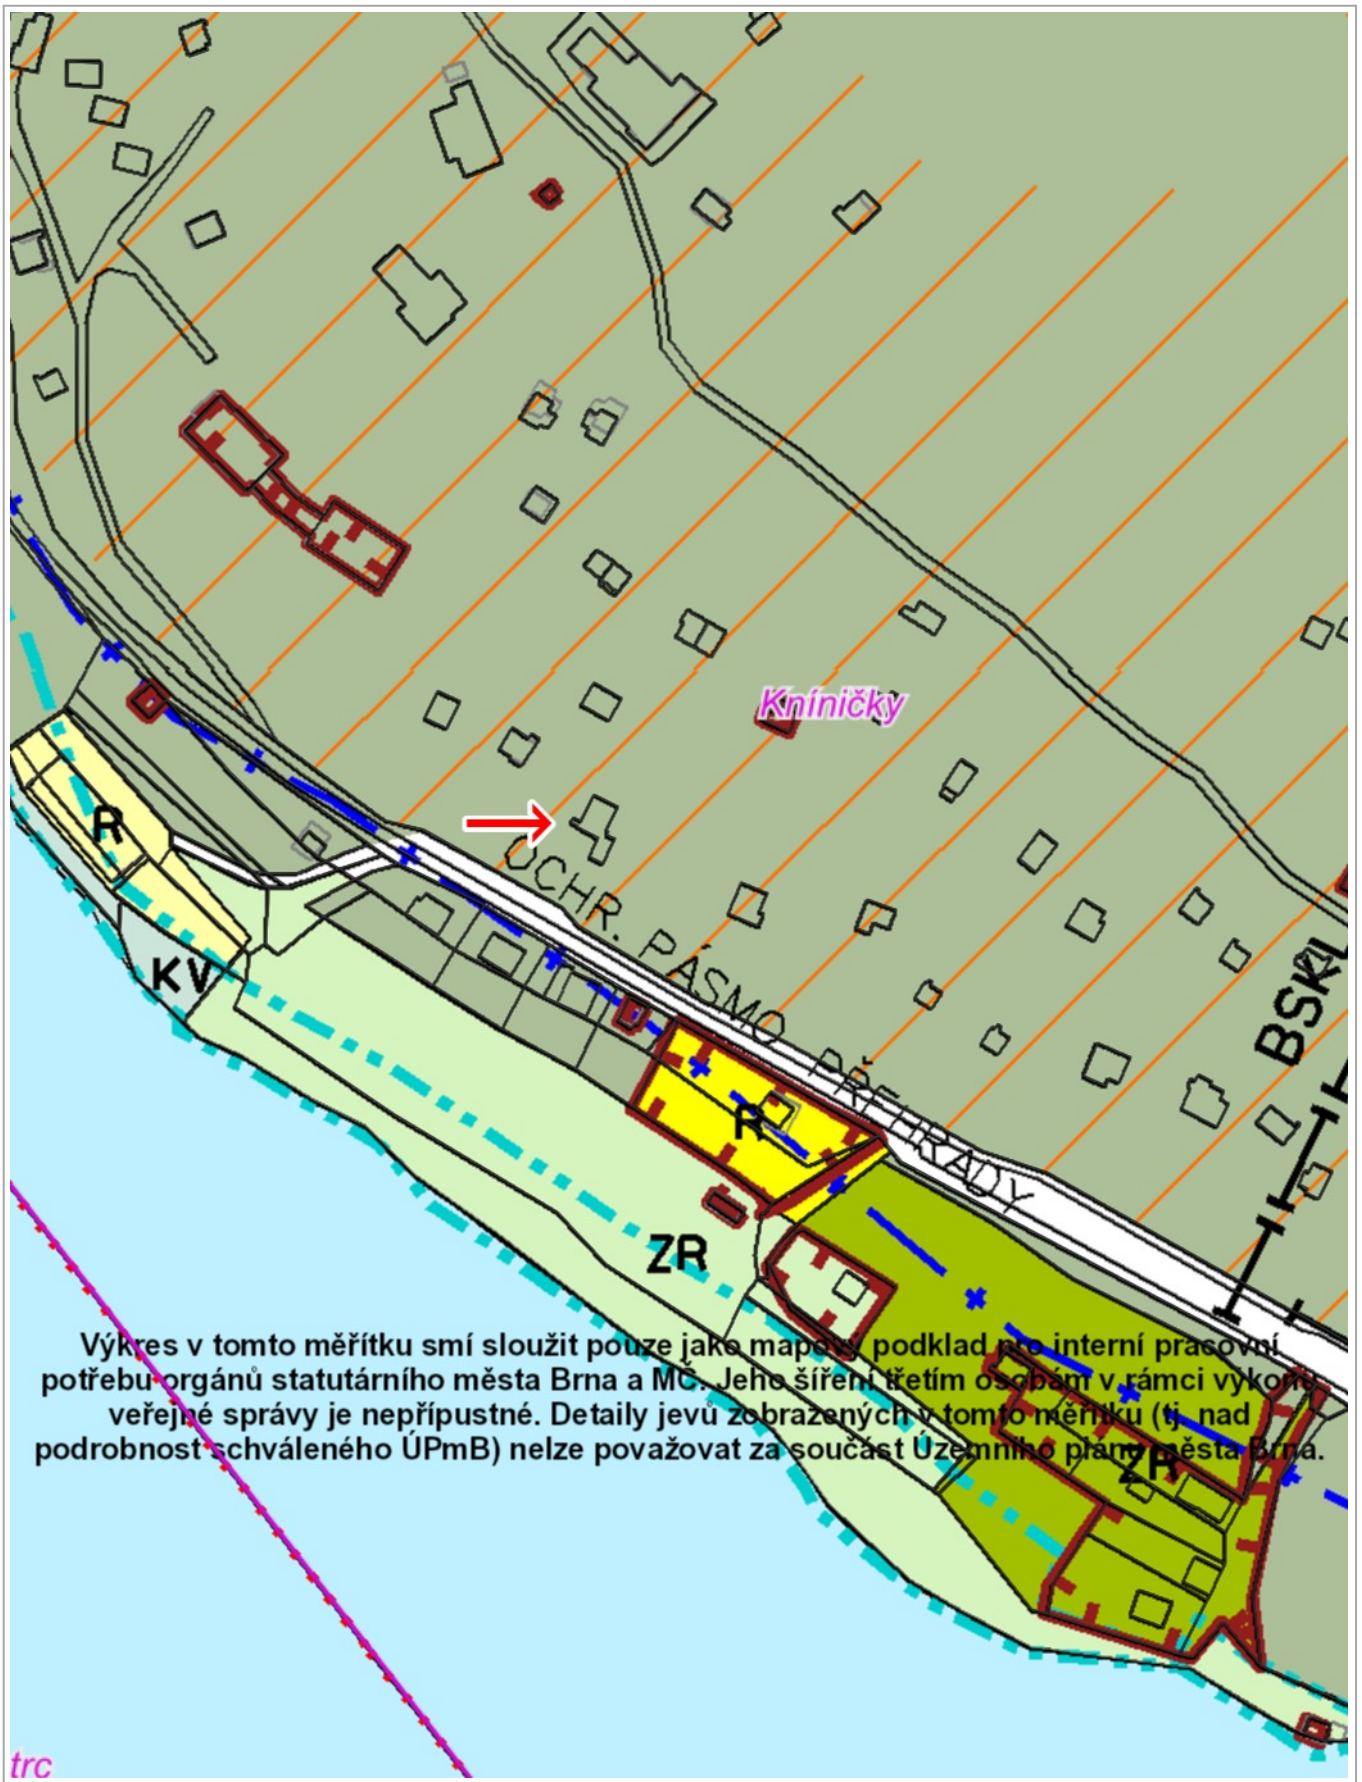 Kníničky
R
OCHR. PÁSMO PŘEHRADY
BSKL
KV
R
ZR
Výkres v tomto měřítku smí sloužit pouze jako mapový podklad pro interní pracovní
potřebu orgánů statutárního města Brna a MČ. Jeho šíření třetím osobám v rámci výkonu
veřejné správy je nepřípustné. Detaily jevů zobrazených v tomto měřítku (tj. nad
podrobnost schváleného ÚPmB) nelze považovat za součást Územního plánu města Brna.
ZR
trc